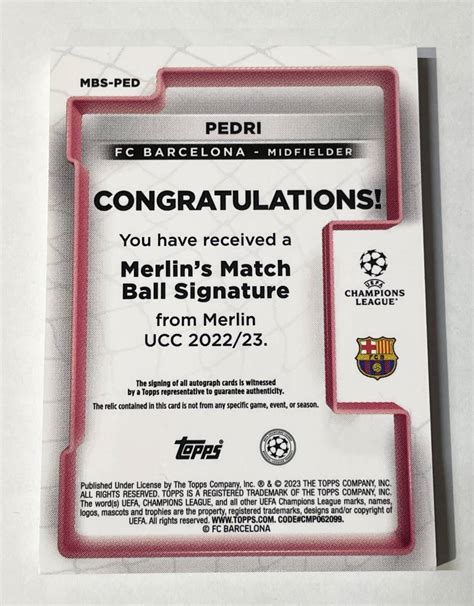 MBS-PED
PEDRI
FC BARCELONA - MIDFIELDER
CONGRATULATIONS!
You have received a
Merlin's Match
Ball Signature
from Merlin
UCC 2022/23.
UEFA
CHAMPIONS
LEAGUE
FCB
The signing of all autograph cards is witnessed
by a Topps representative to guarantee authenticity.
The relic contained in this card is not from any specific game, event, or season.
topps
Published Under License by The Topps Company, Inc. ® & © 2023 THE TOPPS COMPANY, INC.
ALL RIGHTS RESERVED. TOPPS IS A REGISTERED TRADEMARK OF THE TOPPS COMPANY, INC.
The word(s) UEFA, CHAMPIONS LEAGUE, and all other UEFA Champions League marks, names,
logos, mascots and trophies are the property, registered trademarks, designs and/or copyright of
UEFA. All rights reserved. WWW.TOPPS.COM. CODE#CMP062099.
© FC BARCELONA